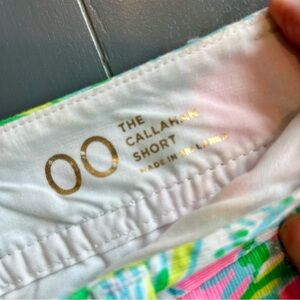 00
THE
CALLAHAN
SHORT
MADE IN